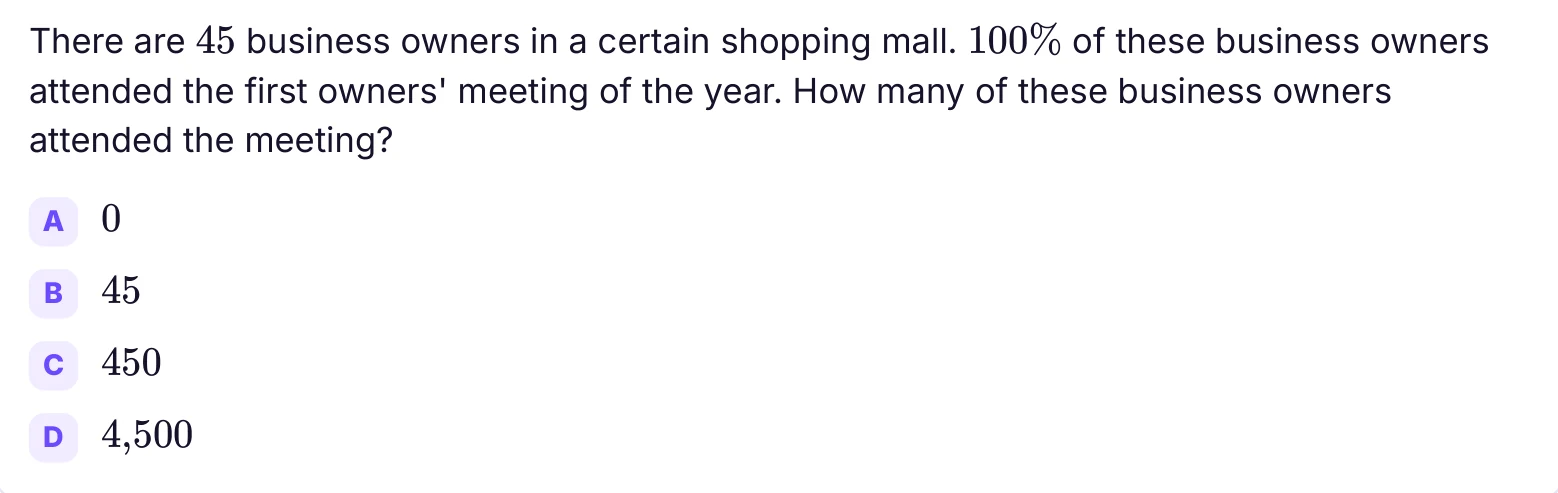 There are 45 business owners in a certain shopping mall. 100% of these business owners
attended the first owners' meeting of the year. How many of these business owners
attended the meeting?
A 0
B 45
C 450
D 4,500